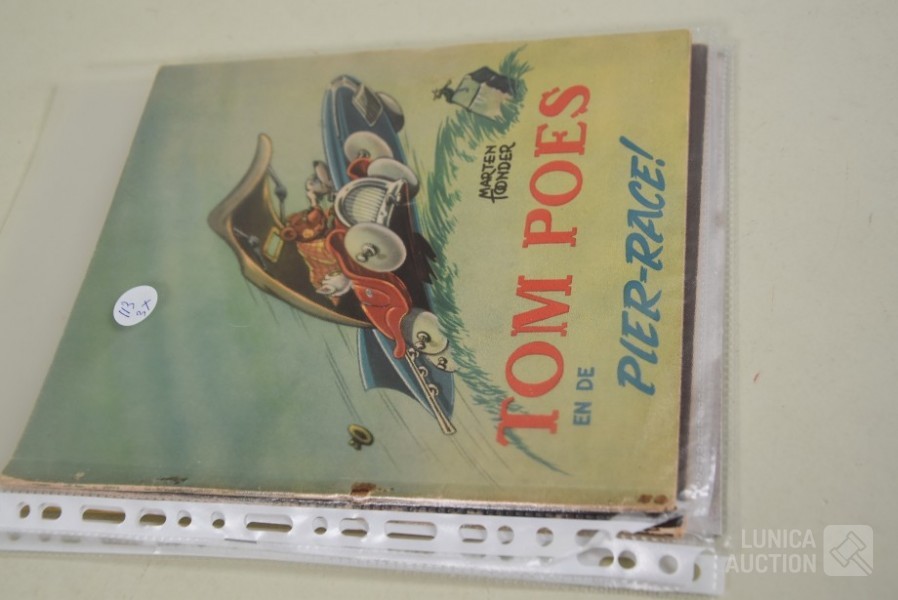 MARTEN
TOONDER
TOM POES
EN DE
PIER-RACE!
113
3X
LUNICA
AUCTION